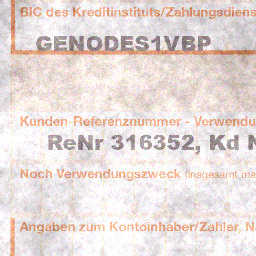 BIC des Kreditinstituts/Zahlungsdiens
GENODES1VBP
Kunden-Referenznummer - Verwendu
ReNr 316352, Kd N
Noch Verwendungszweck (insgesamt ma
Angaben zum Kontoinhaber/Zahler, Na